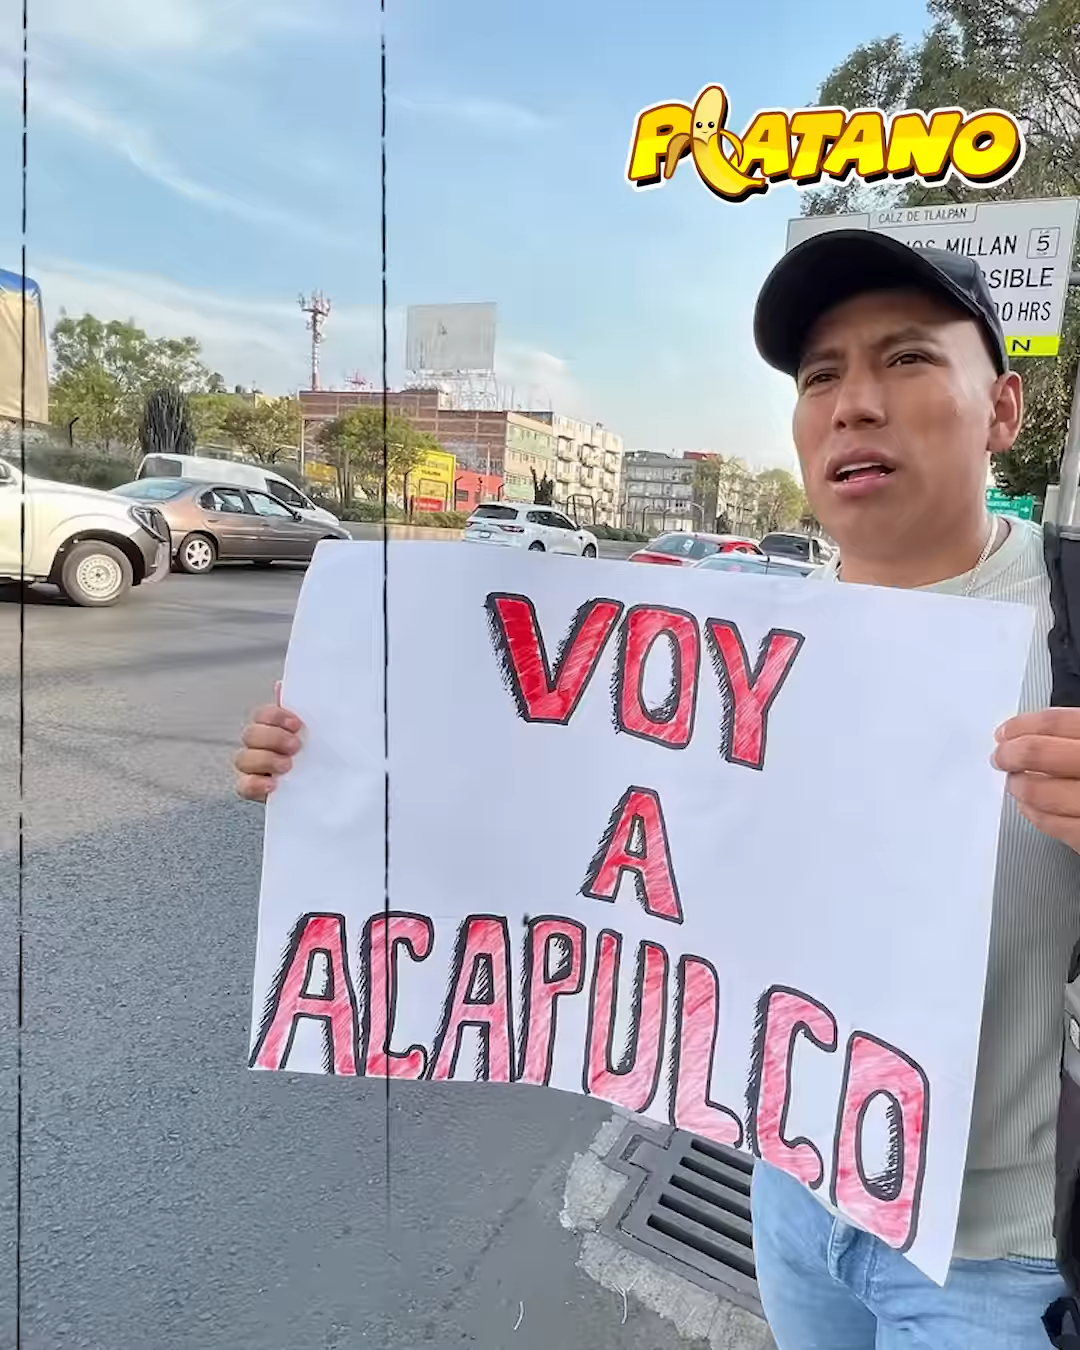 PLATANO
CALZ DE TLALPAN
MILLAN 5
HRS
N
VOY
A
ACAPULCO